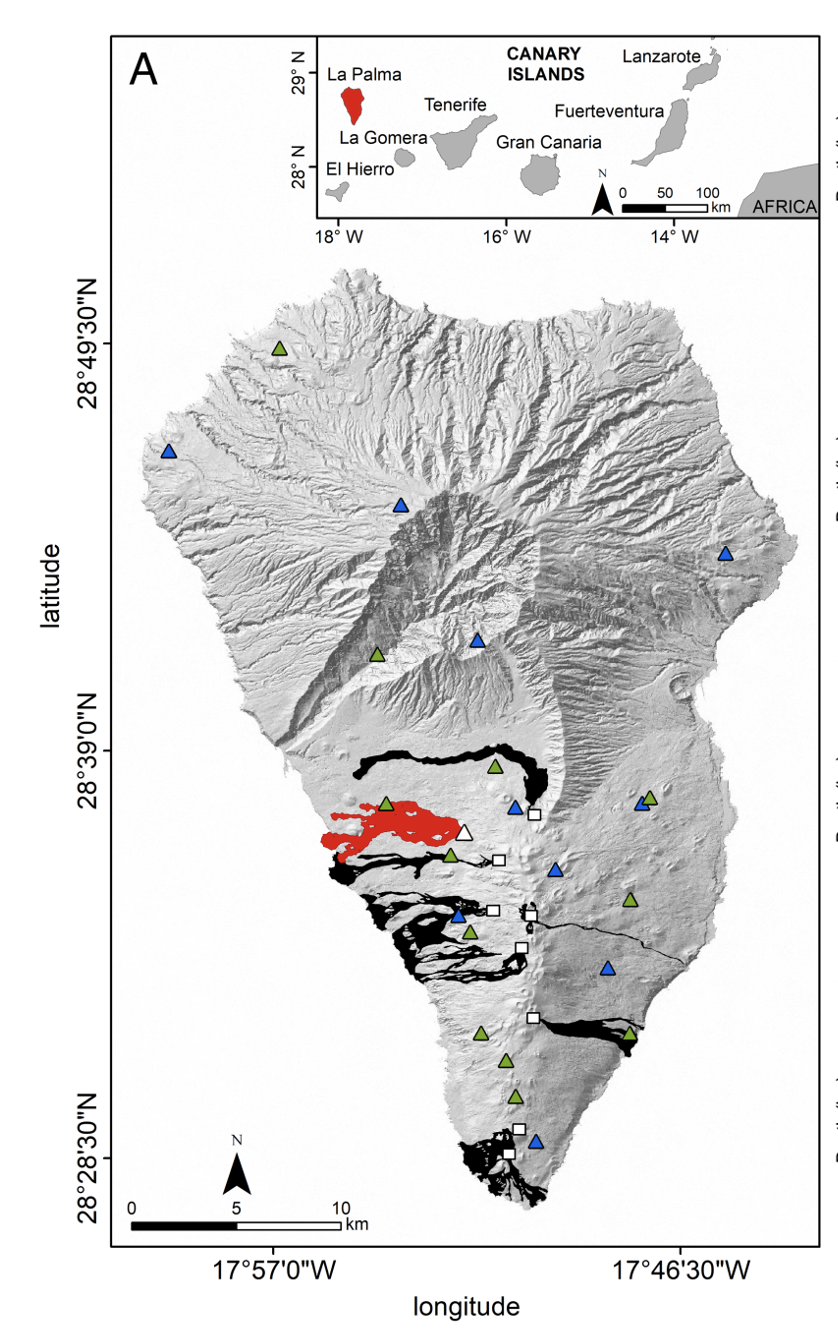 A
CANARY
ISLANDS
Lanzarote
La Palma
Tenerife
Fuerteventura
La Gomera
Gran Canaria
El Hierro
29° N
28° N
N
0 50 100
km
AFRICA
18° W 16° W 14° W
28°49'30"N
latitude
28°39'0"N
28°28'30"N
N
0 5 10
km
17°57'0"W 17°46'30"W
longitude